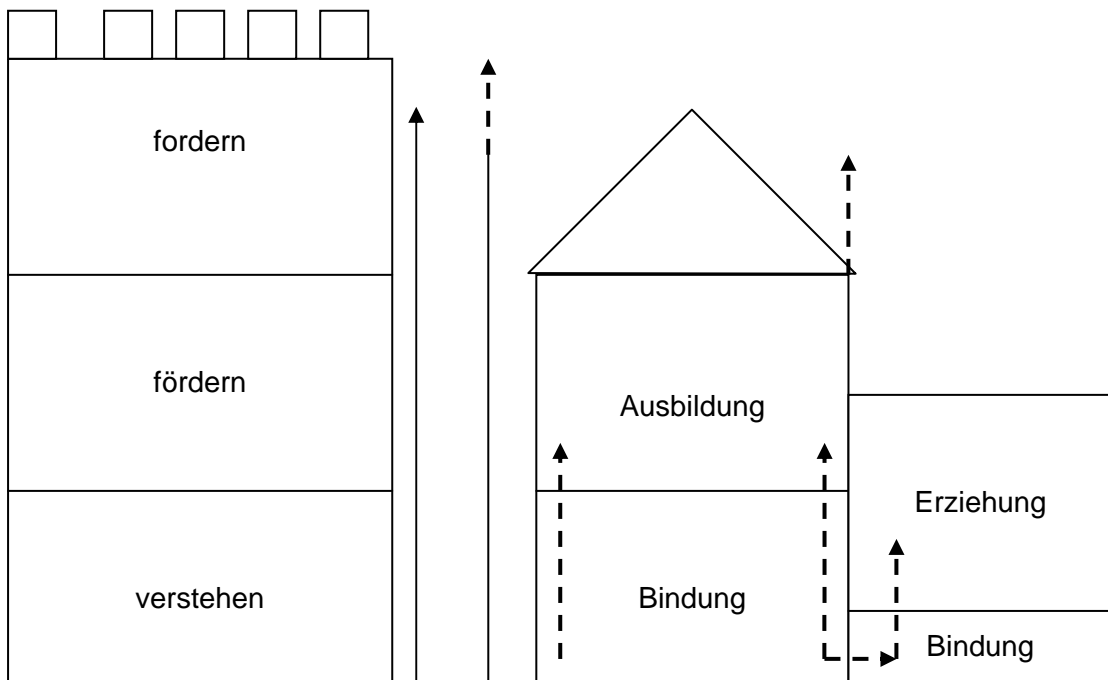 fordern
fördern
Ausbildung
Erziehung
verstehen
Bindung
Bindung